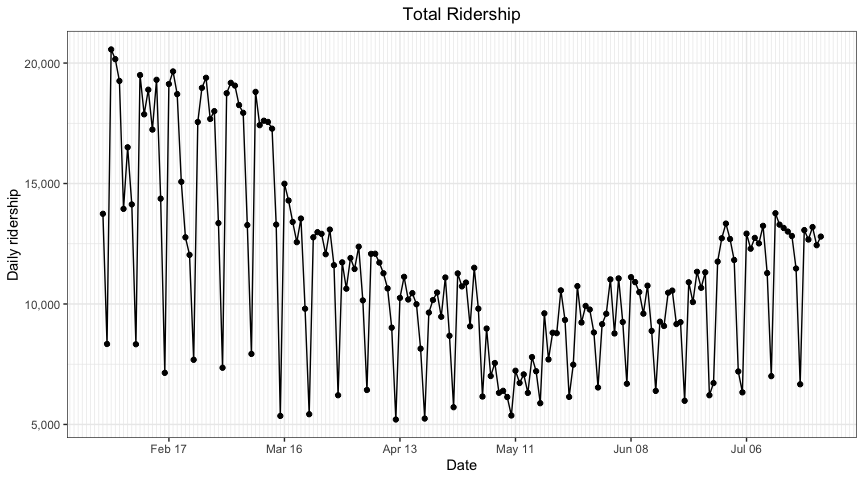 Total Ridership
Daily ridership
20,000
15,000
10,000
5,000
Feb 17 Mar 16 Apr 13 May 11 Jun 08 Jul 06
Date